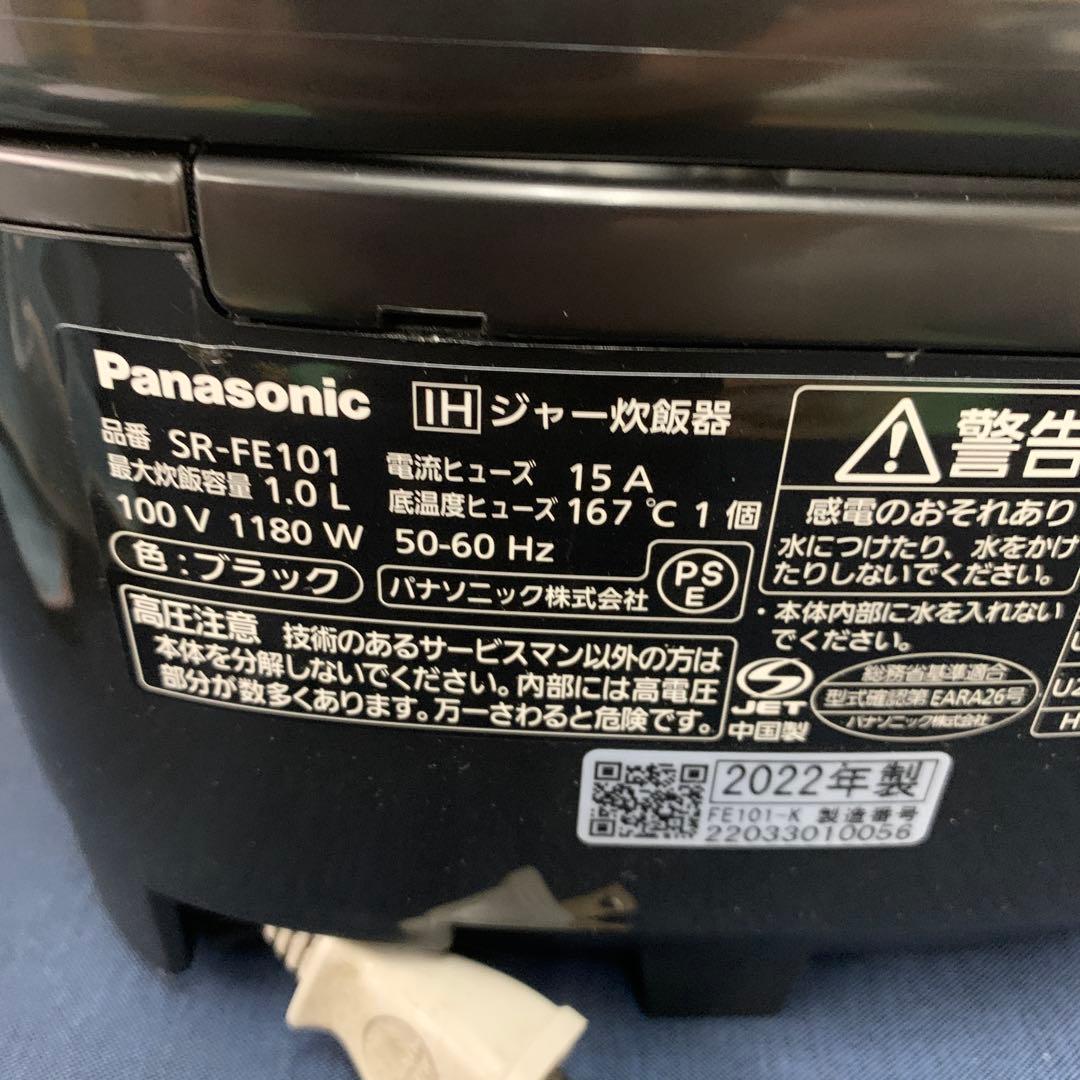 Panasonic
IHジャー炊飯器
品番 SR-FE101
最大炊飯容量 1.0 L
100 V 1180 W
電流ヒューズ 15 A
底温度ヒューズ 167 ℃ 1 個
50-60 Hz
色:ブラック
パナソニック株式会社
PS
E
高圧注意 技術のあるサービスマン以外の方は
本体を分解しないでください。内部には高電圧
部分が数多くあります。万一さわると危険です。
警告
感電のおそれあり
水につけたり、水をかけ
たりしないでください。
・本体内部に水を入れない
でください。
JET
中国製
総務省基準適合
型式確認第EARA26号
パナソニック株式会社
2022年製
FE101-K 製造番号
22033010056